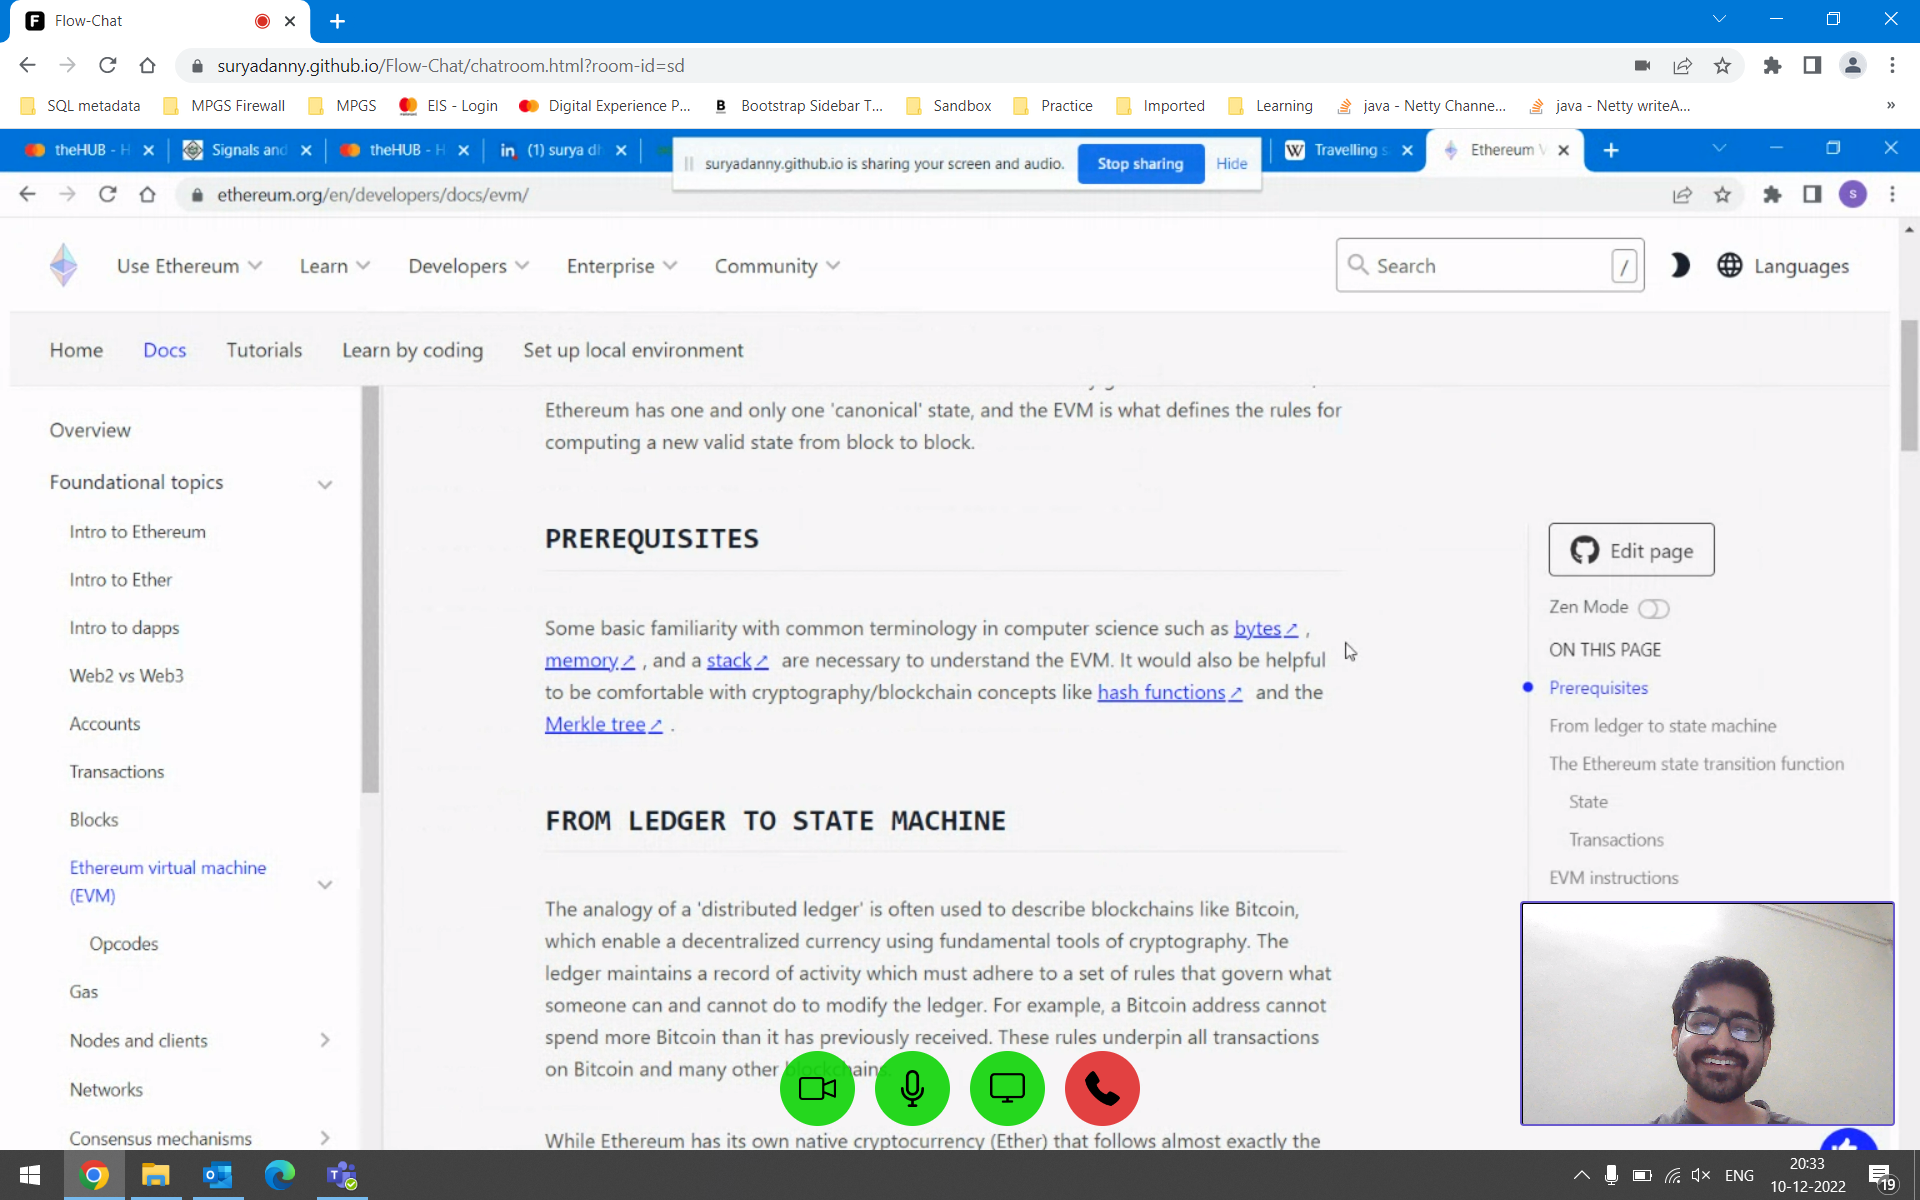 Flow-Chat
suryadanny.github.io/Flow-Chat/chatroom.html?room-id=sd
SQL metadata MPGS Firewall MPGS EIS - Login Digital Experience P... B Bootstrap Sidebar T... Sandbox Practice Imported Learning java - Netty Channe... java - Netty writeA... »
theHUB - H Signals and theHUB - H in (1) surya dh W Travelling s Ethereum V
suryadanny.github.io is sharing your screen and audio. Stop sharing Hide
ethereum.org/en/developers/docs/evm/ S
Use Ethereum Learn Developers Enterprise Community Search / Languages
Home Docs Tutorials Learn by coding Set up local environment
Overview
Foundational topics
Intro to Ethereum
Intro to Ether
Intro to dapps
Web2 vs Web3
Accounts
Transactions
Blocks
Ethereum virtual machine
(EVM)
Opcodes
Gas
Nodes and clients
Networks
Consensus mechanisms
Ethereum has one and only one 'canonical' state, and the EVM is what defines the rules for
computing a new valid state from block to block.
PREREQUISITES
Some basic familiarity with common terminology in computer science such as bytes↗ ,
memory↗ , and a stack↗ are necessary to understand the EVM. It would also be helpful
to be comfortable with cryptography/blockchain concepts like hash functions↗ and the
Merkle tree↗ .
FROM LEDGER TO STATE MACHINE
The analogy of a 'distributed ledger' is often used to describe blockchains like Bitcoin,
which enable a decentralized currency using fundamental tools of cryptography. The
ledger maintains a record of activity which must adhere to a set of rules that govern what
someone can and cannot do to modify the ledger. For example, a Bitcoin address cannot
spend more Bitcoin than it has previously received. These rules underpin all transactions
on Bitcoin and many other blockchains.
While Ethereum has its own native cryptocurrency (Ether) that follows almost exactly the
Edit page
Zen Mode
ON THIS PAGE
Prerequisites
From ledger to state machine
The Ethereum state transition function
State
Transactions
EVM instructions
ENG 20:33
10-12-2022 19